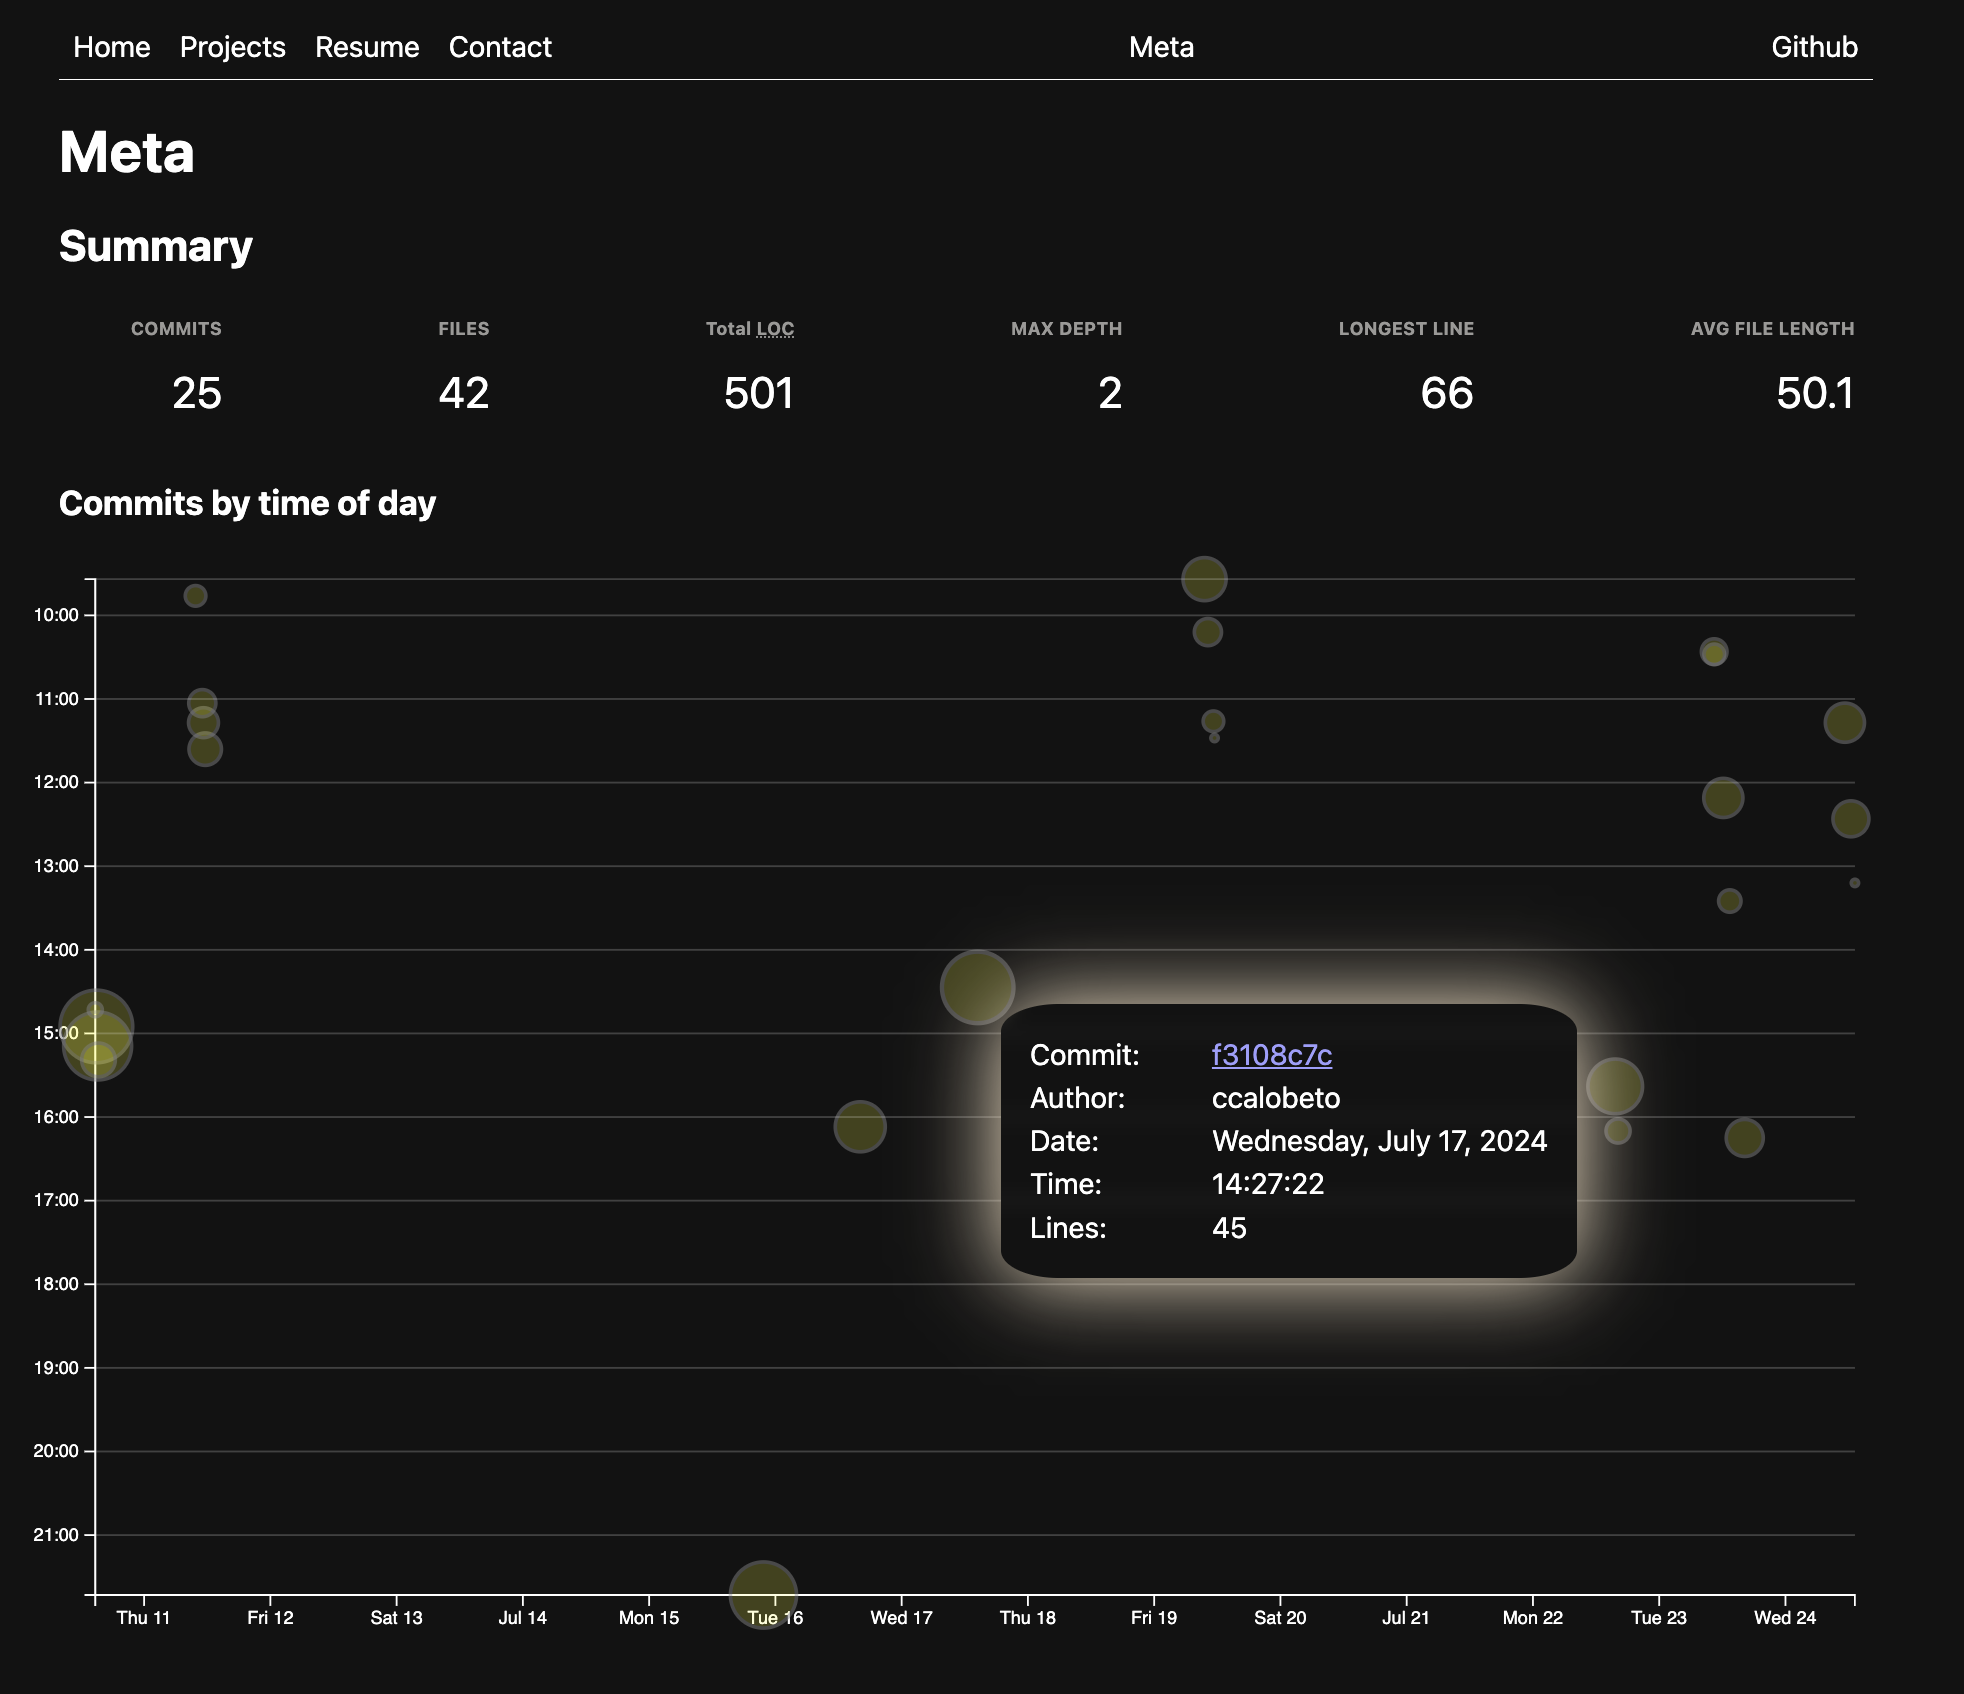 Home Projects Resume Contact Meta Github
Meta
Summary
COMMITS FILES Total LOC MAX DEPTH LONGEST LINE AVG FILE LENGTH
25 42 501 2 66 50.1
Commits by time of day
10:00
11:00
12:00
13:00
14:00
15:00
16:00
17:00
18:00
19:00
20:00
21:00
Commit: f3108c7c
Author: ccalobeto
Date: Wednesday, July 17, 2024
Time: 14:27:22
Lines: 45
Thu 11 Fri 12 Sat 13 Jul 14 Mon 15 Tue 16 Wed 17 Thu 18 Fri 19 Sat 20 Jul 21 Mon 22 Tue 23 Wed 24